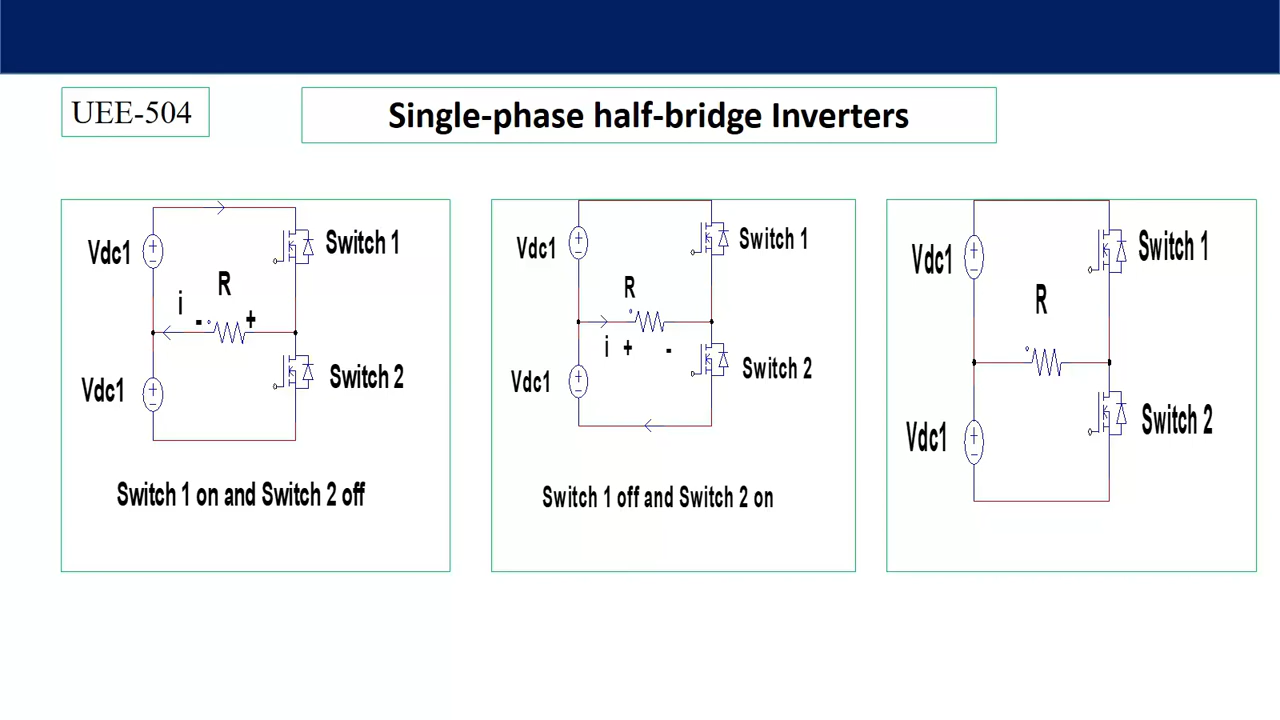 UEE-504
Single-phase half-bridge Inverters
Vdc1
Switch 1
R
i
-
+
Vdc1
Switch 2
Switch 1 on and Switch 2 off
Vdc1
Switch 1
R
i + -
Vdc1
Switch 2
Switch 1 off and Switch 2 on
Vdc1
Switch 1
R
Vdc1
Switch 2